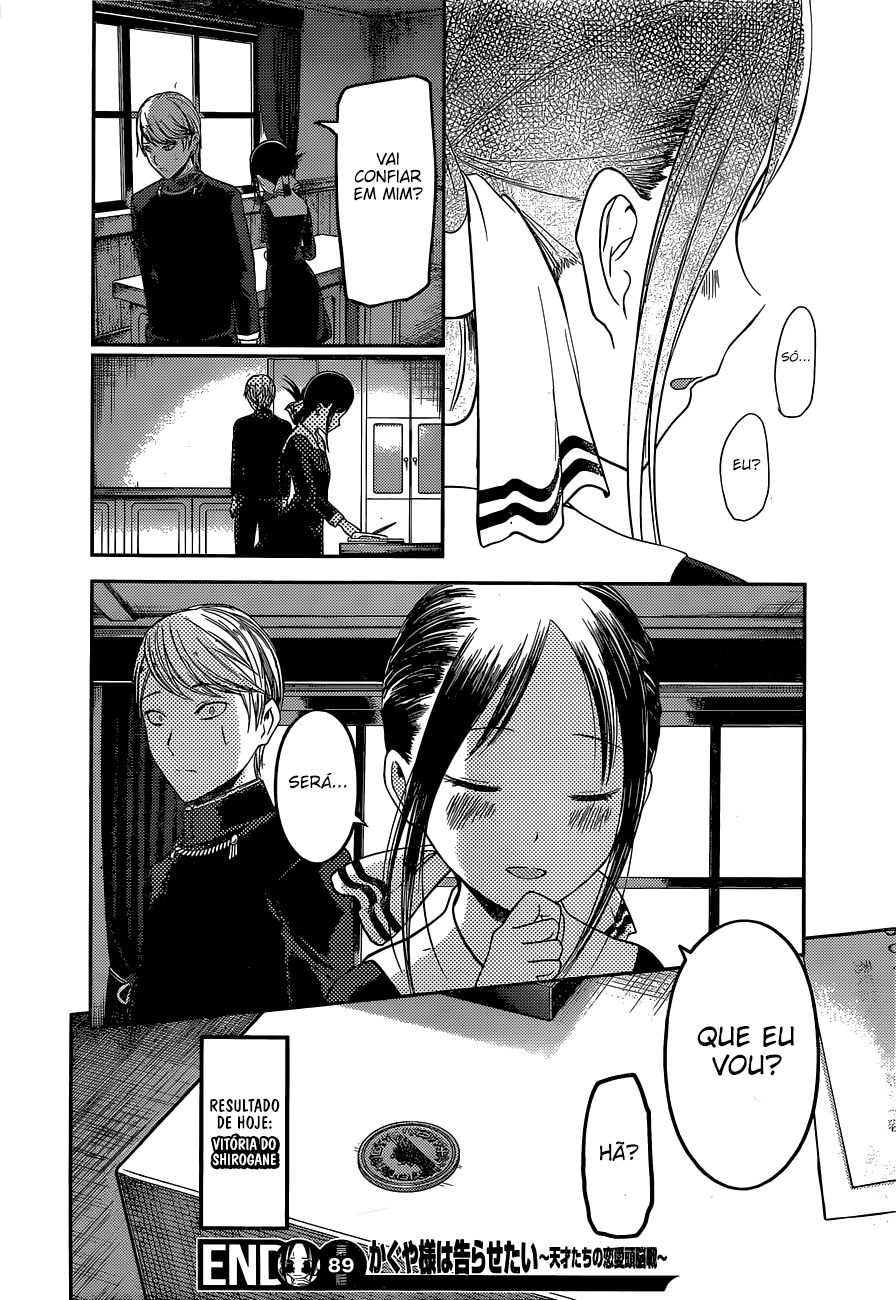 SÓ...
EU?
VAI
CONFIAR
EM MIM?
SERÁ...
QUE EU
VOU?
HÃ?
RESULTADO
DE HOJE:
VITÓRIA DO
SHIROGANE
END
第
89
話
かぐや様は告らせたい~天才たちの恋愛頭脳戦~